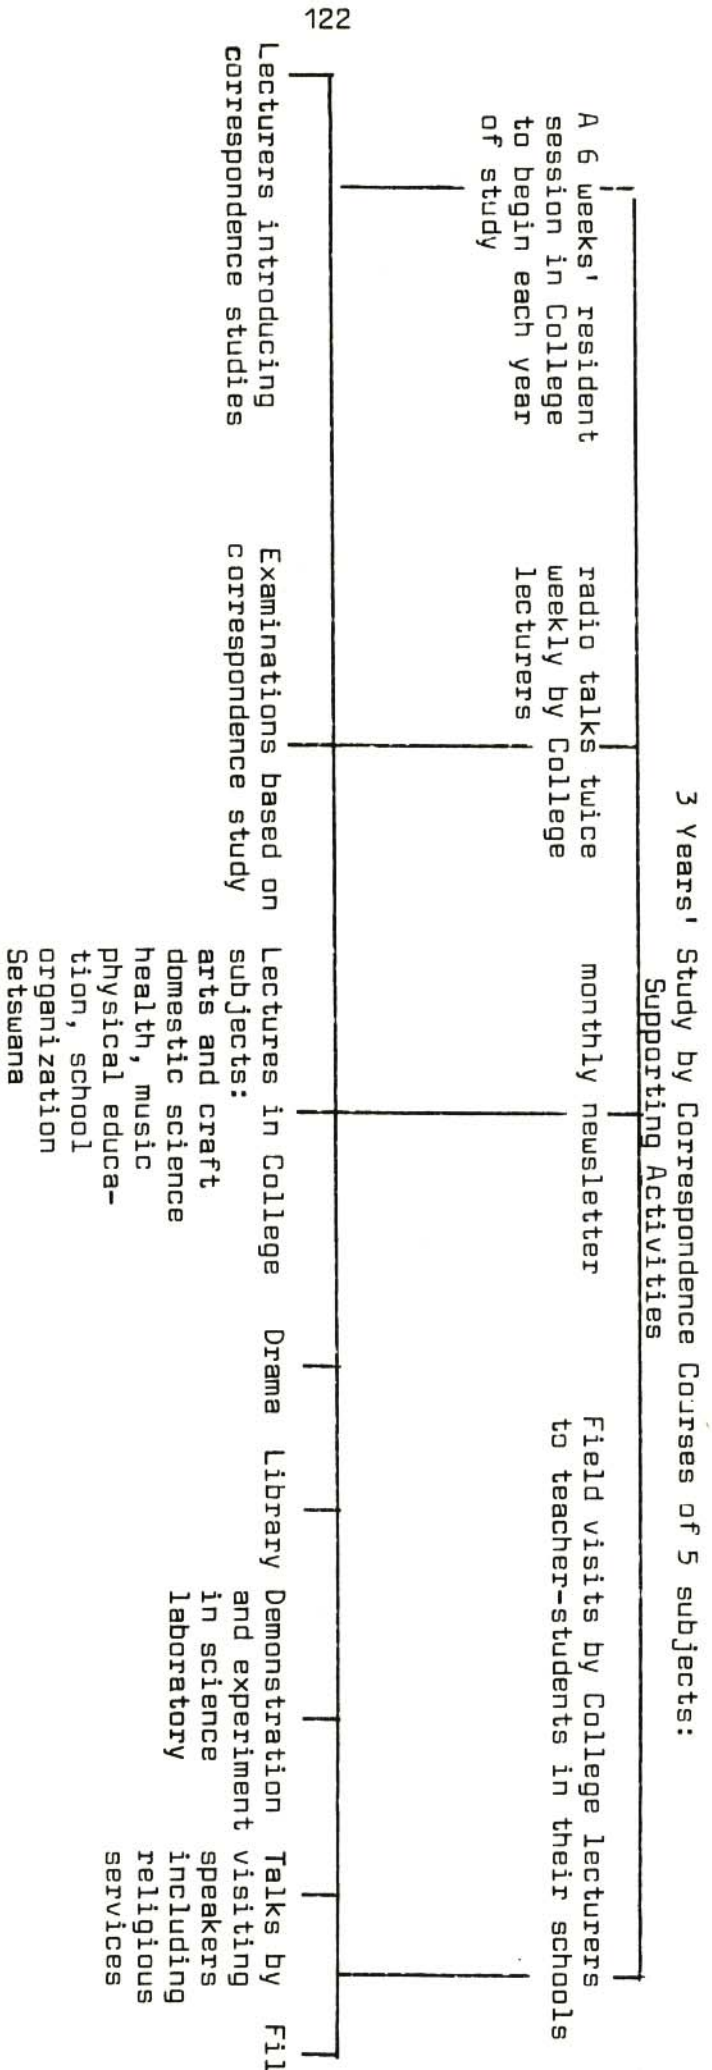 122
3 Years' Study by Correspondence Courses of 5 subjects:
Supporting Activities
A 6 weeks' resident
session in College
to begin each year
of study
radio talks twice
weekly by College
lecturers
monthly newsletter
Field visits by College lecturers
to teacher-students in their schools
Lecturers introducing
correspondence studies
Examinations based on
correspondence study
Lectures in College
subjects:
arts and craft
domestic science
health, music
physical educa-
tion, school
organization
Setswana
Drama
Library
Demonstration
and experiment
in science
laboratory
Talks by
visiting
speakers
including
religious
services
Fil